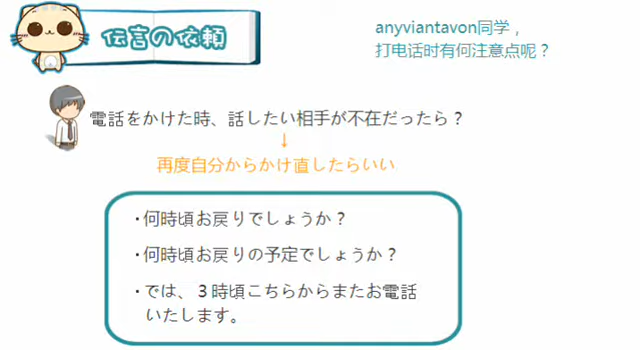 伝言の依頼
anyviantavon同学，
打电话时有何注意点呢？
電話をかけた時、話したい相手が不在だったら？
↓
再度自分からかけ直したらいい
・何時頃お戻りでしょうか？
・何時頃お戻りの予定でしょうか？
・では、３時頃こちらからまたお電話
いたします。